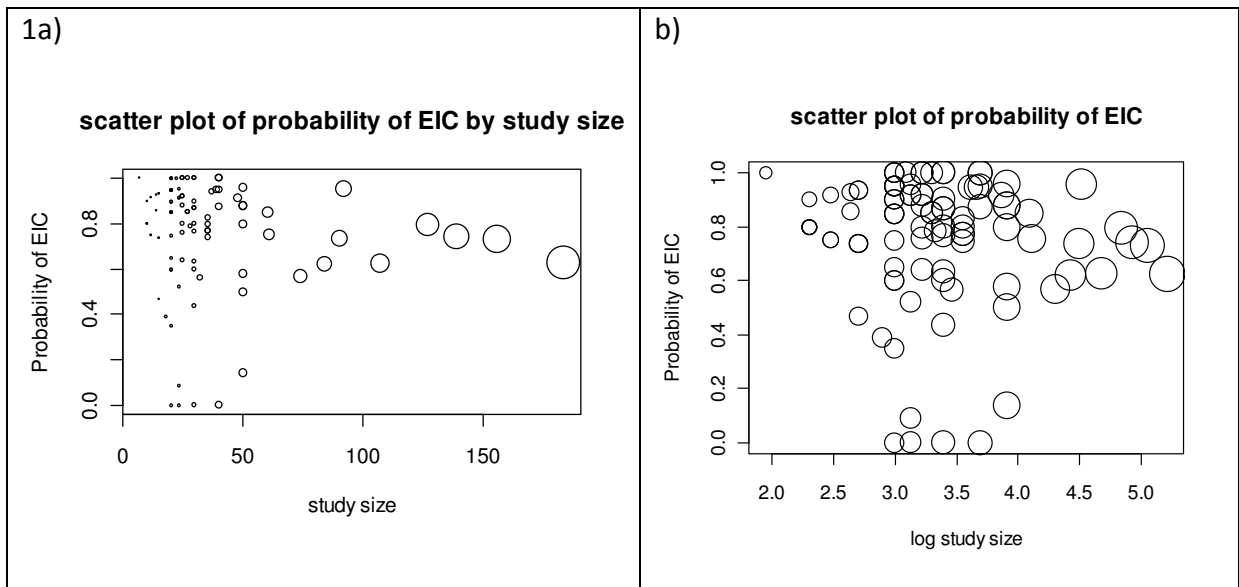 1a)
scatter plot of probability of EIC by study size
Probability of EIC
0.8
0.4
0.0
0 50 100 150
study size
b)
scatter plot of probability of EIC
Probability of EIC
1.0
0.8
0.6
0.4
0.2
0.0
2.0 2.5 3.0 3.5 4.0 4.5 5.0
log study size